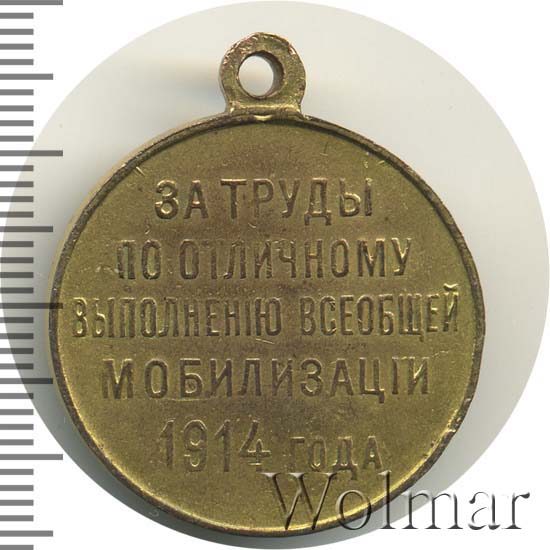 ЗА ТРУДЫ
ПО ОТЛИЧНОМУ
ВЫПОЛНЕНІЮ ВСЕОБЩЕЙ
МОБИЛИЗАЦІИ
1914 ГОДА
Wolmar